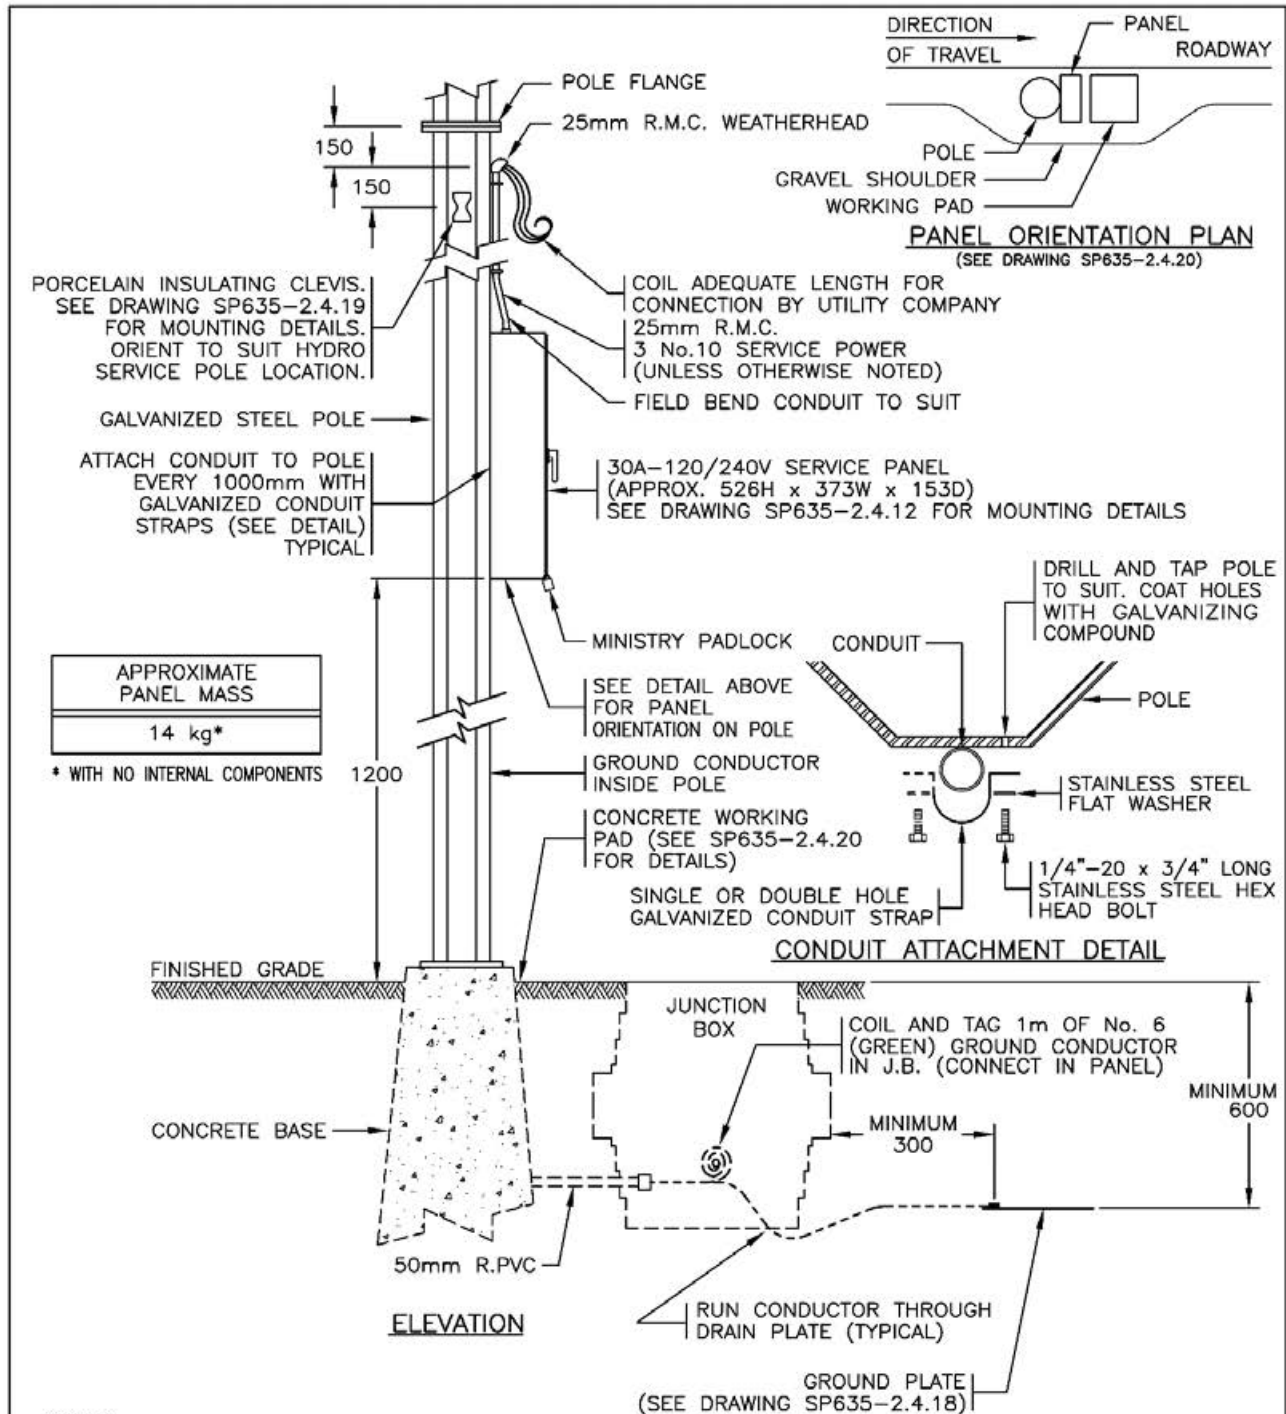 DIRECTION
OF TRAVEL
PANEL
ROADWAY
POLE
GRAVEL SHOULDER
WORKING PAD
PANEL ORIENTATION PLAN
(SEE DRAWING SP635-2.4.20)
POLE FLANGE
25mm R.M.C. WEATHERHEAD
150
150
PORCELAIN INSULATING CLEVIS.
SEE DRAWING SP635-2.4.19
FOR MOUNTING DETAILS.
ORIENT TO SUIT HYDRO
SERVICE POLE LOCATION.
COIL ADEQUATE LENGTH FOR
CONNECTION BY UTILITY COMPANY
25mm R.M.C.
3 No.10 SERVICE POWER
(UNLESS OTHERWISE NOTED)
FIELD BEND CONDUIT TO SUIT
GALVANIZED STEEL POLE
ATTACH CONDUIT TO POLE
EVERY 1000mm WITH
GALVANIZED CONDUIT
STRAPS (SEE DETAIL)
TYPICAL
30A-120/240V SERVICE PANEL
(APPROX. 526H x 373W x 153D)
SEE DRAWING SP635-2.4.12 FOR MOUNTING DETAILS
MINISTRY PADLOCK
SEE DETAIL ABOVE
FOR PANEL
ORIENTATION ON POLE
APPROXIMATE
PANEL MASS
14 kg*
* WITH NO INTERNAL COMPONENTS
1200
GROUND CONDUCTOR
INSIDE POLE
CONCRETE WORKING
PAD (SEE SP635-2.4.20
FOR DETAILS)
DRILL AND TAP POLE
TO SUIT. COAT HOLES
WITH GALVANIZING
COMPOUND
CONDUIT
POLE
STAINLESS STEEL
FLAT WASHER
1/4"-20 x 3/4" LONG
STAINLESS STEEL HEX
HEAD BOLT
SINGLE OR DOUBLE HOLE
GALVANIZED CONDUIT STRAP
CONDUIT ATTACHMENT DETAIL
FINISHED GRADE
JUNCTION
BOX
COIL AND TAG 1m OF No. 6
(GREEN) GROUND CONDUCTOR
IN J.B. (CONNECT IN PANEL)
MINIMUM
600
MINIMUM
300
CONCRETE BASE
50mm R.PVC
ELEVATION
RUN CONDUCTOR THROUGH
DRAIN PLATE (TYPICAL)
GROUND PLATE
(SEE DRAWING SP635-2.4.18)